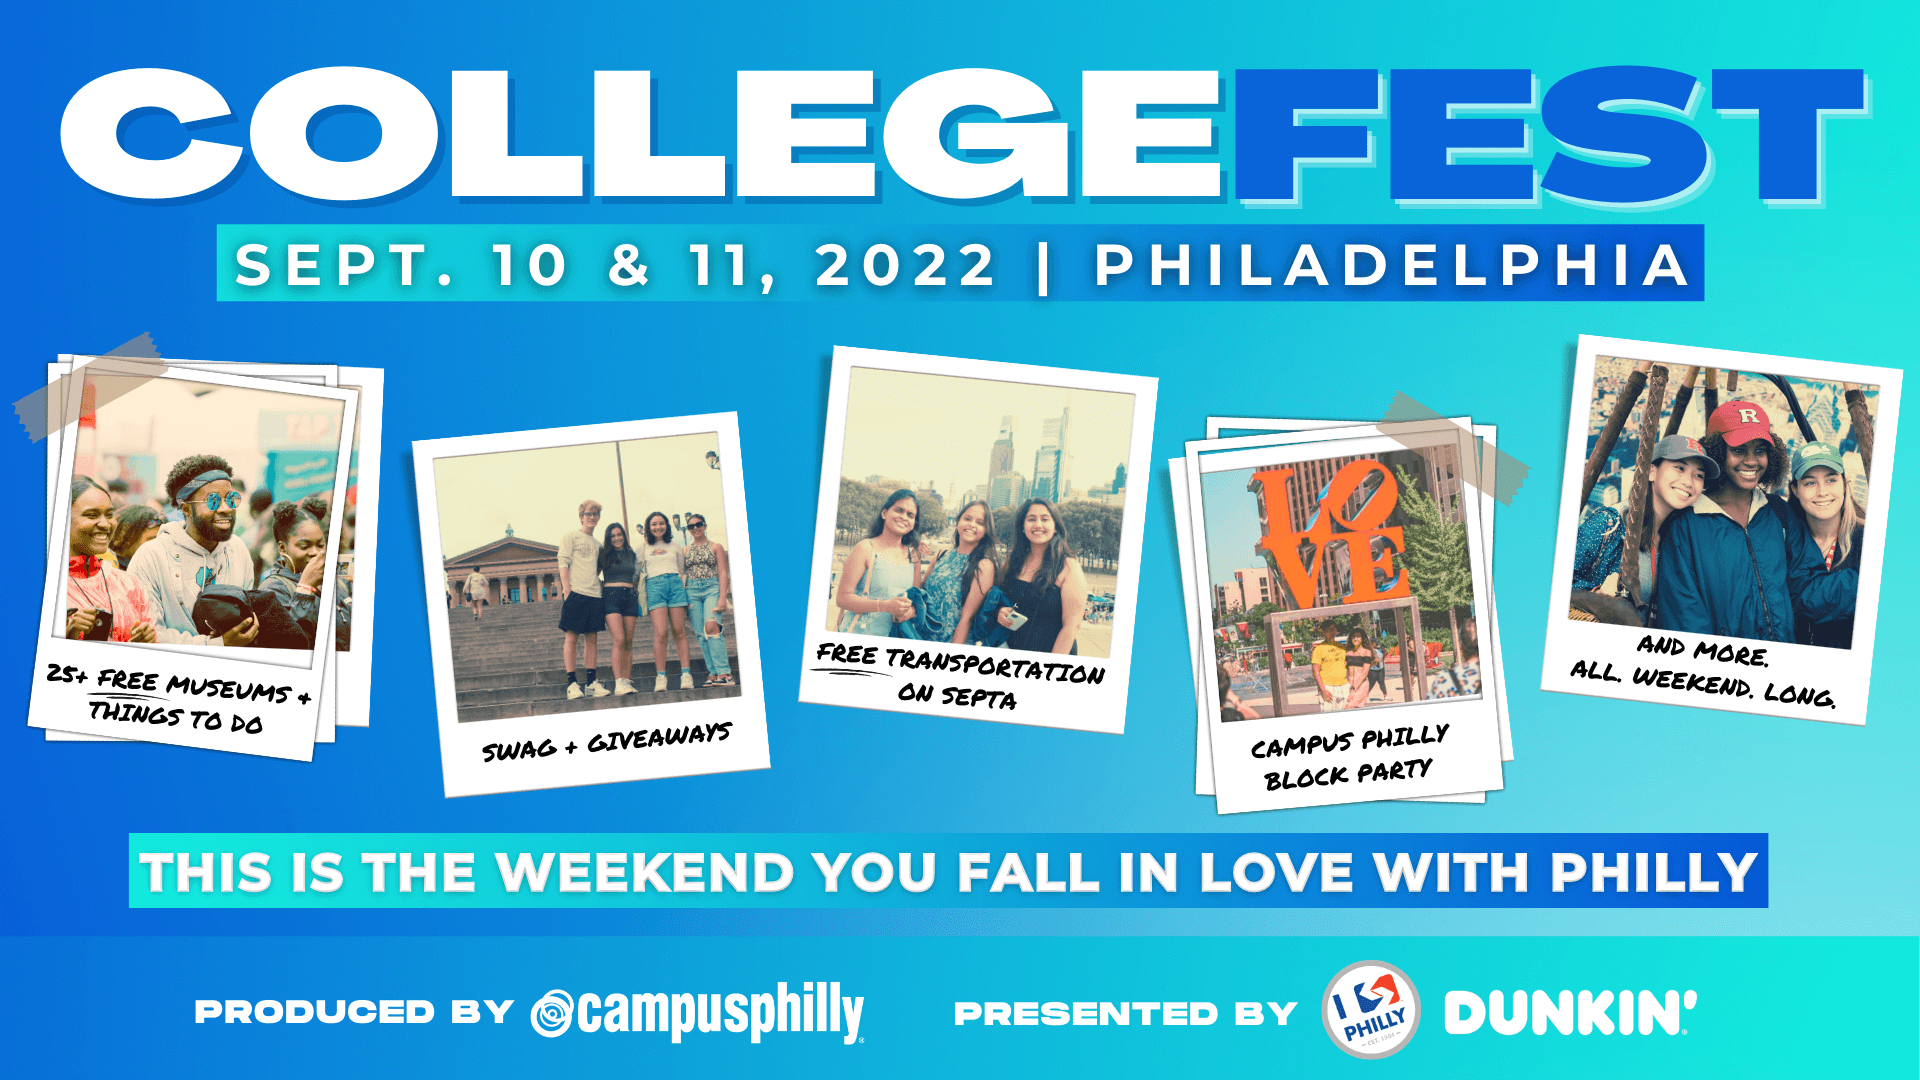 COLLEGEFEST
SEPT. 10 & 11, 2022 | PHILADELPHIA
25+ FREE MUSEUMS +
THINGS TO DO
SWAG + GIVEAWAYS
FREE TRANSPORTATION
ON SEPTA
LOVE
CAMPUS PHILLY
BLOCK PARTY
R
AND MORE.
ALL. WEEKEND. LONG.
THIS IS THE WEEKEND YOU FALL IN LOVE WITH PHILLY
PRODUCED BY campusphilly®
PRESENTED BY
I
PHILLY
DUNKIN'